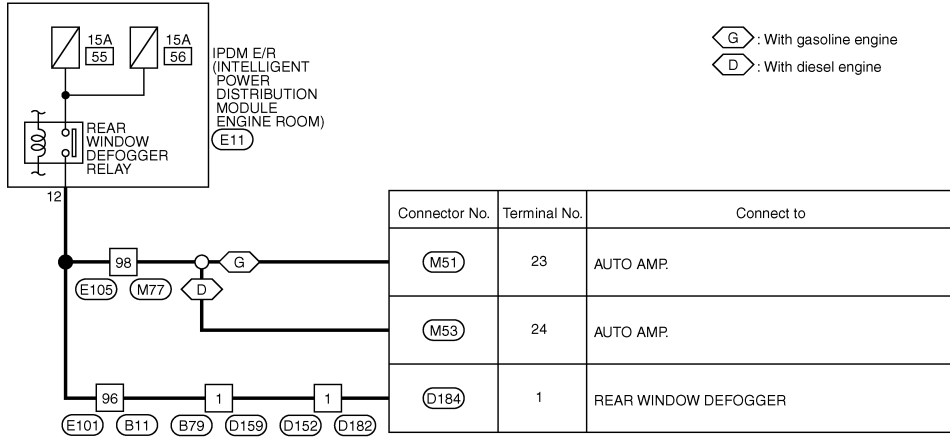 15A
55
15A
56
IPDM E/R
(INTELLIGENT
POWER
DISTRIBUTION
MODULE
ENGINE ROOM)
E11
G : With gasoline engine
D : With diesel engine
REAR
WINDOW
DEFOGGER
RELAY
12
Connector No. Terminal No. Connect to
98
G
M51 23 AUTO AMP.
E105 M77 D
M53 24 AUTO AMP.
96 1 1
D184 1 REAR WINDOW DEFOGGER
E101 B11 B79 D159 D152 D182